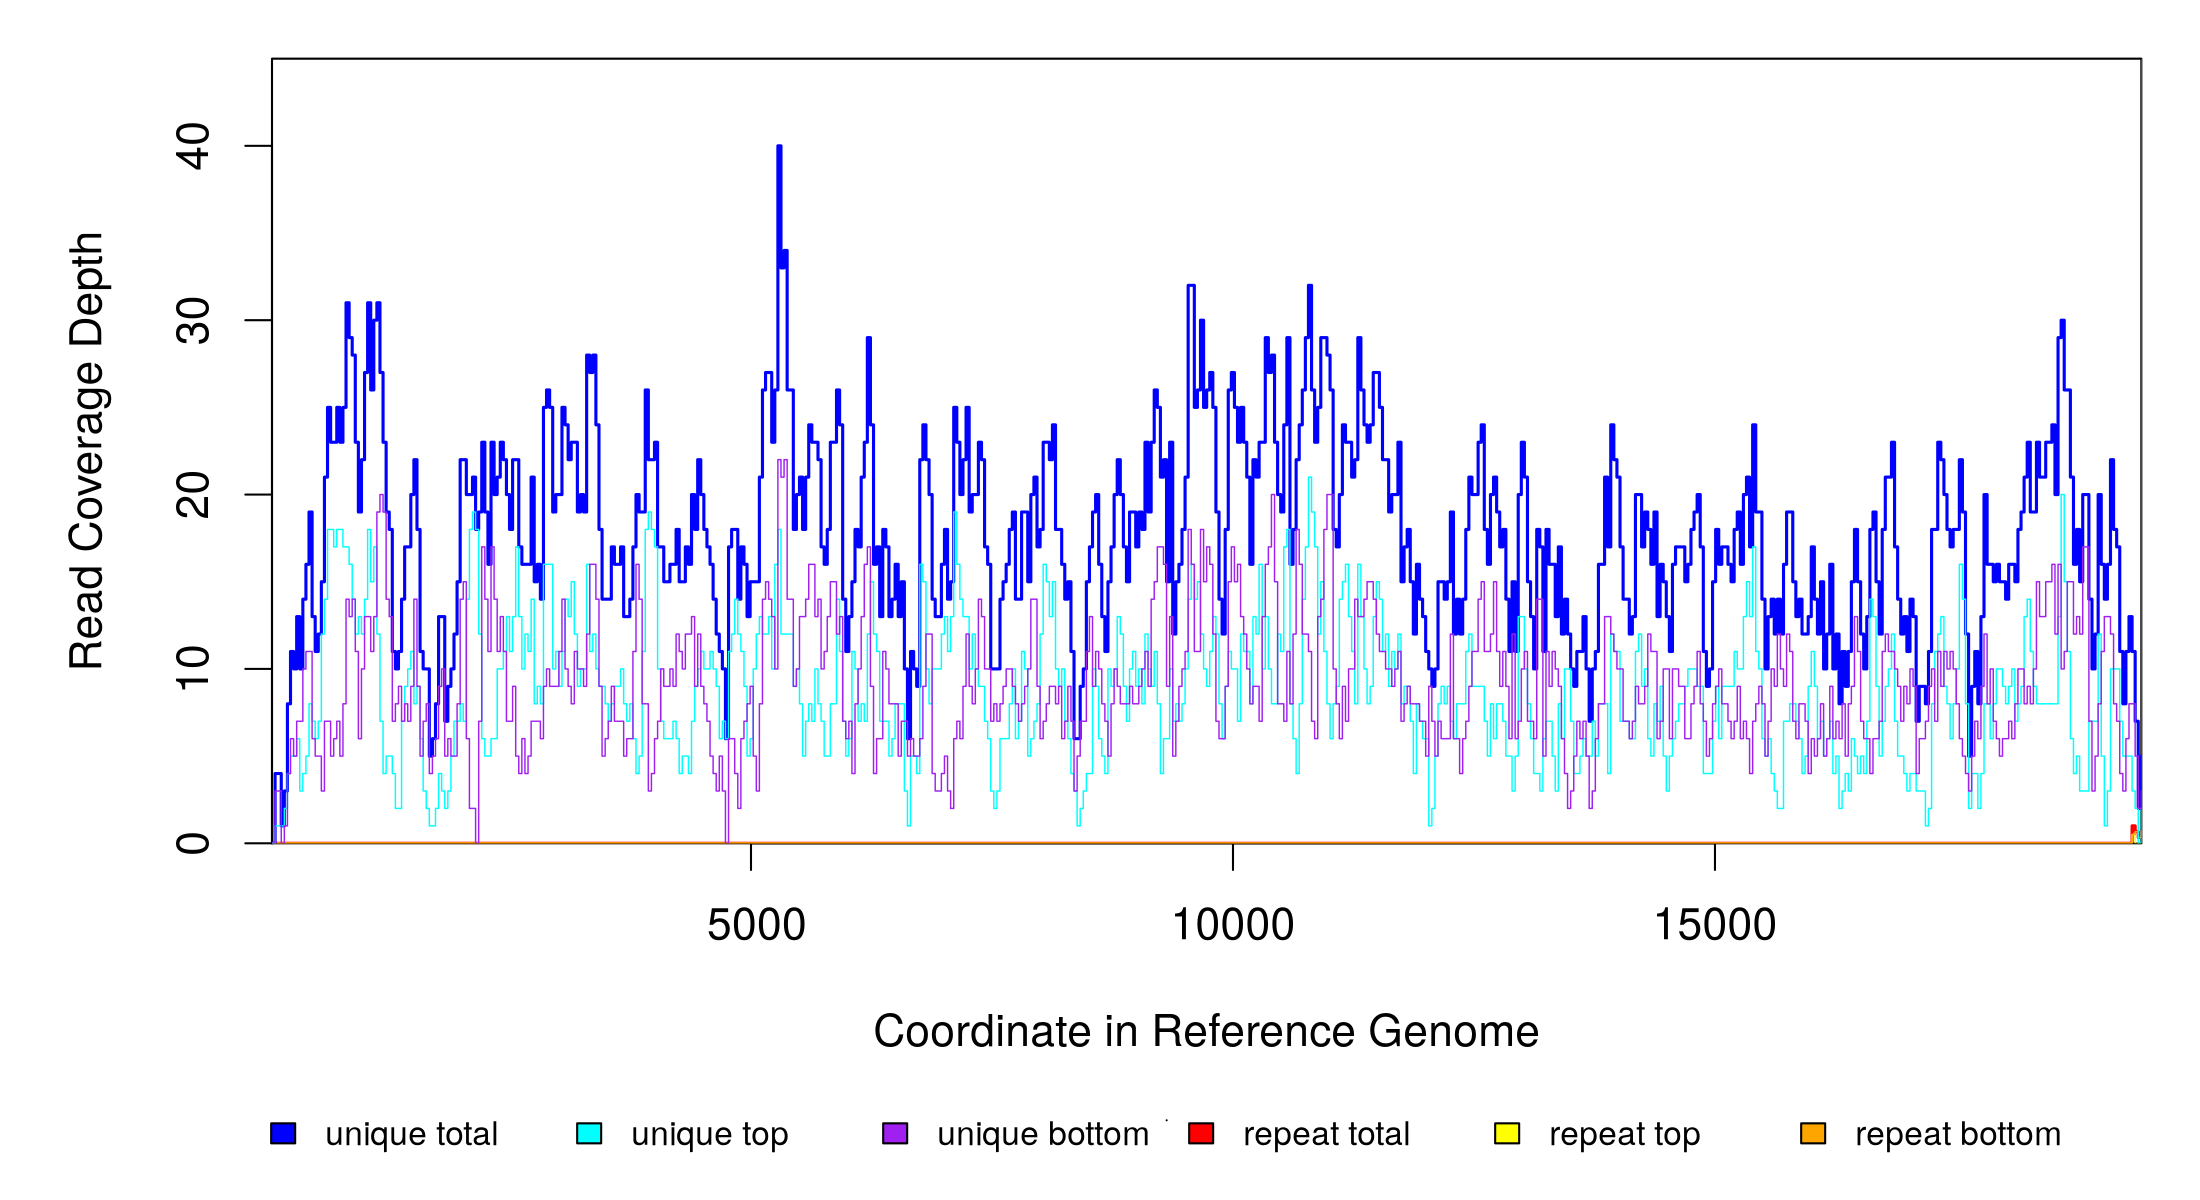 Read Coverage Depth
40
30
20
10
0
5000 10000 15000
Coordinate in Reference Genome
unique total unique top unique bottom repeat total repeat top repeat bottom